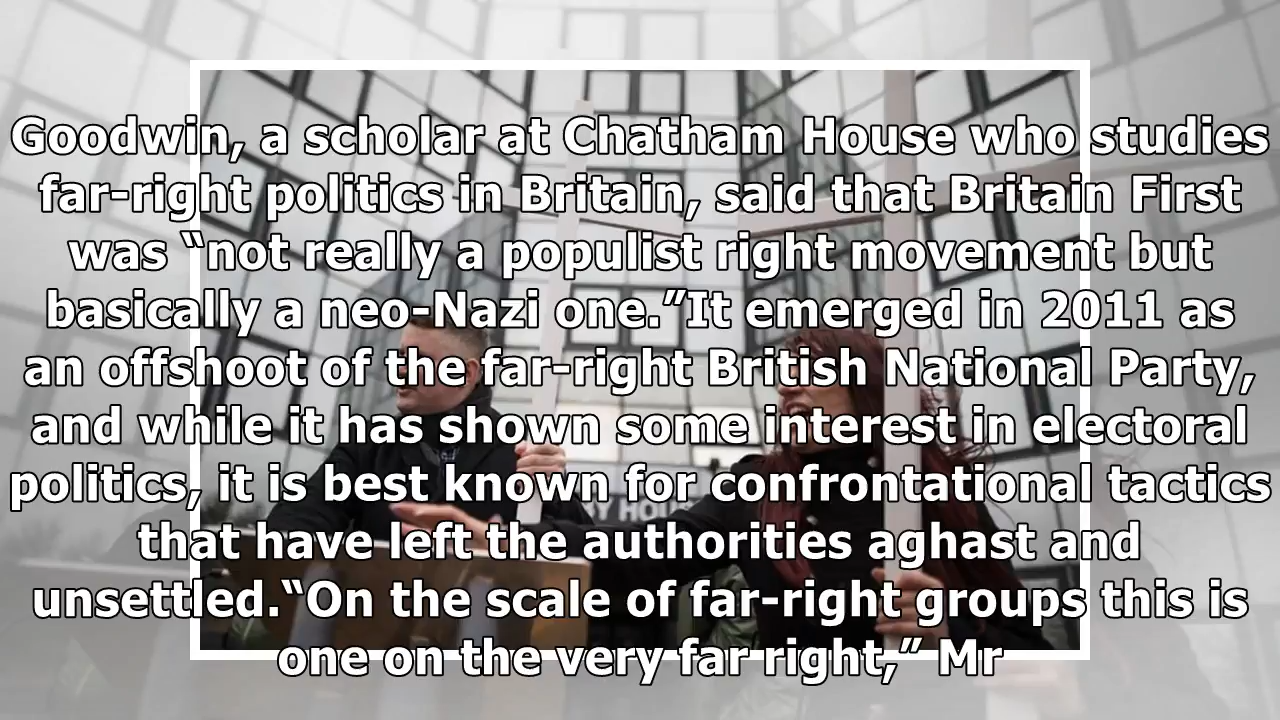 Goodwin, a scholar at Chatham House who studies
far-right politics in Britain, said that Britain First
was “not really a populist right movement but
basically a neo-Nazi one.”It emerged in 2011 as
an offshoot of the far-right British National Party,
and while it has shown some interest in electoral
politics, it is best known for confrontational tactics
that have left the authorities aghast and
unsettled.“On the scale of far-right groups this is
one on the very far right,” Mr